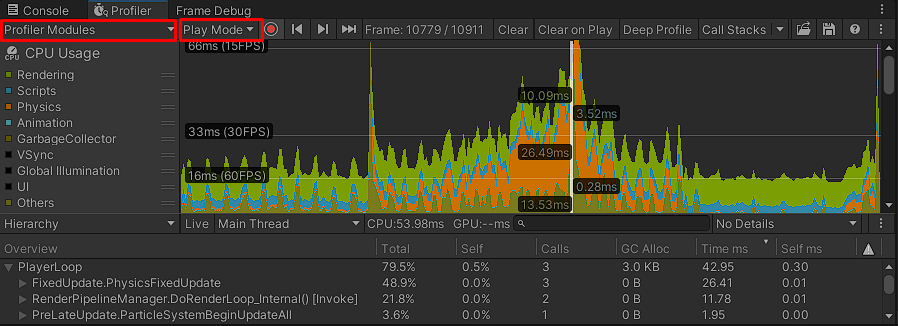 Console Profiler Frame Debug
Profiler Modules Play Mode Frame: 10779 / 10911 Clear Clear on Play Deep Profile Call Stacks
CPU Usage
Rendering
Scripts
Physics
Animation
GarbageCollector
VSync
Global Illumination
UI
Others
66ms (15FPS)
10.09ms
3.52ms
33ms (30FPS)
26.49ms
16ms (60FPS)
0.28ms
13.53ms
Hierarchy Live Main Thread CPU:53.98ms GPU:--ms No Details
Overview Total Self Calls GC Alloc Time ms Self ms
PlayerLoop 79.5% 0.5% 3 3.0 KB 42.95 0.30
FixedUpdate.PhysicsFixedUpdate 48.9% 0.0% 3 0 B 26.41 0.01
RenderPipelineManager.DoRenderLoop_Internal() [Invoke] 21.8% 0.0% 2 0 B 11.78 0.01
PreLateUpdate.ParticleSystemBeginUpdateAll 3.6% 0.0% 1 0 B 1.95 0.00